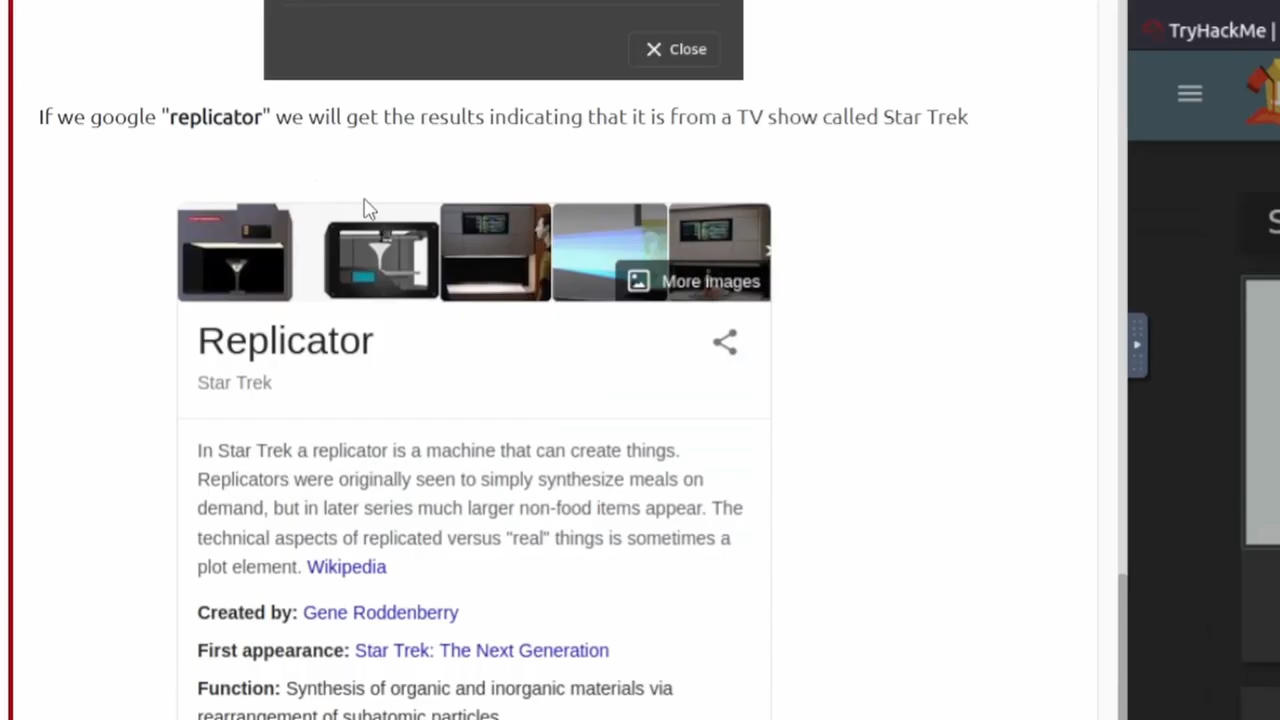 Close
TryHackMe |
If we google "replicator" we will get the results indicating that it is from a TV show called Star Trek
More images
Replicator
Star Trek
In Star Trek a replicator is a machine that can create things.
Replicators were originally seen to simply synthesize meals on
demand, but in later series much larger non-food items appear. The
technical aspects of replicated versus "real" things is sometimes a
plot element. Wikipedia
Created by: Gene Roddenberry
First appearance: Star Trek: The Next Generation
Function: Synthesis of organic and inorganic materials via
rearrangement of subatomic particles